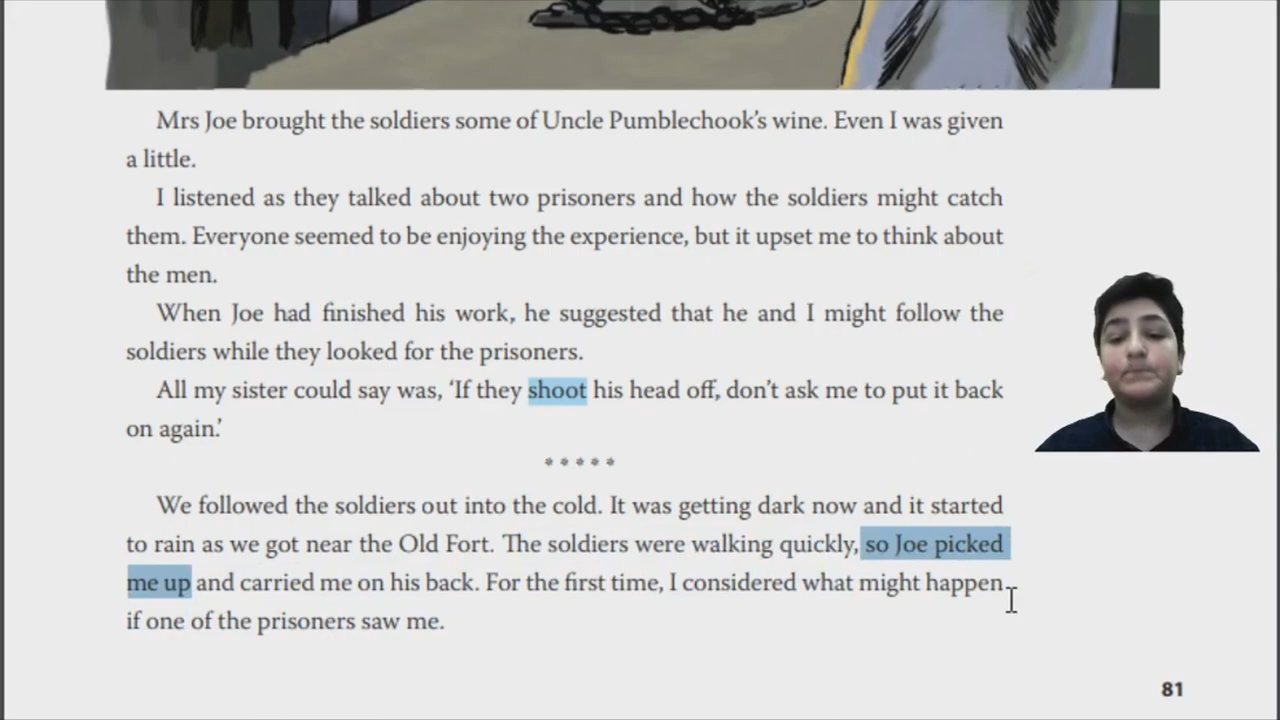 Mrs Joe brought the soldiers some of Uncle Pumblechook’s wine. Even I was given
a little.
I listened as they talked about two prisoners and how the soldiers might catch
them. Everyone seemed to be enjoying the experience, but it upset me to think about
the men.
When Joe had finished his work, he suggested that he and I might follow the
soldiers while they looked for the prisoners.
All my sister could say was, ‘If they shoot his head off, don’t ask me to put it back
on again.’
*****
We followed the soldiers out into the cold. It was getting dark now and it started
to rain as we got near the Old Fort. The soldiers were walking quickly, so Joe picked
me up and carried me on his back. For the first time, I considered what might happen
if one of the prisoners saw me.
81